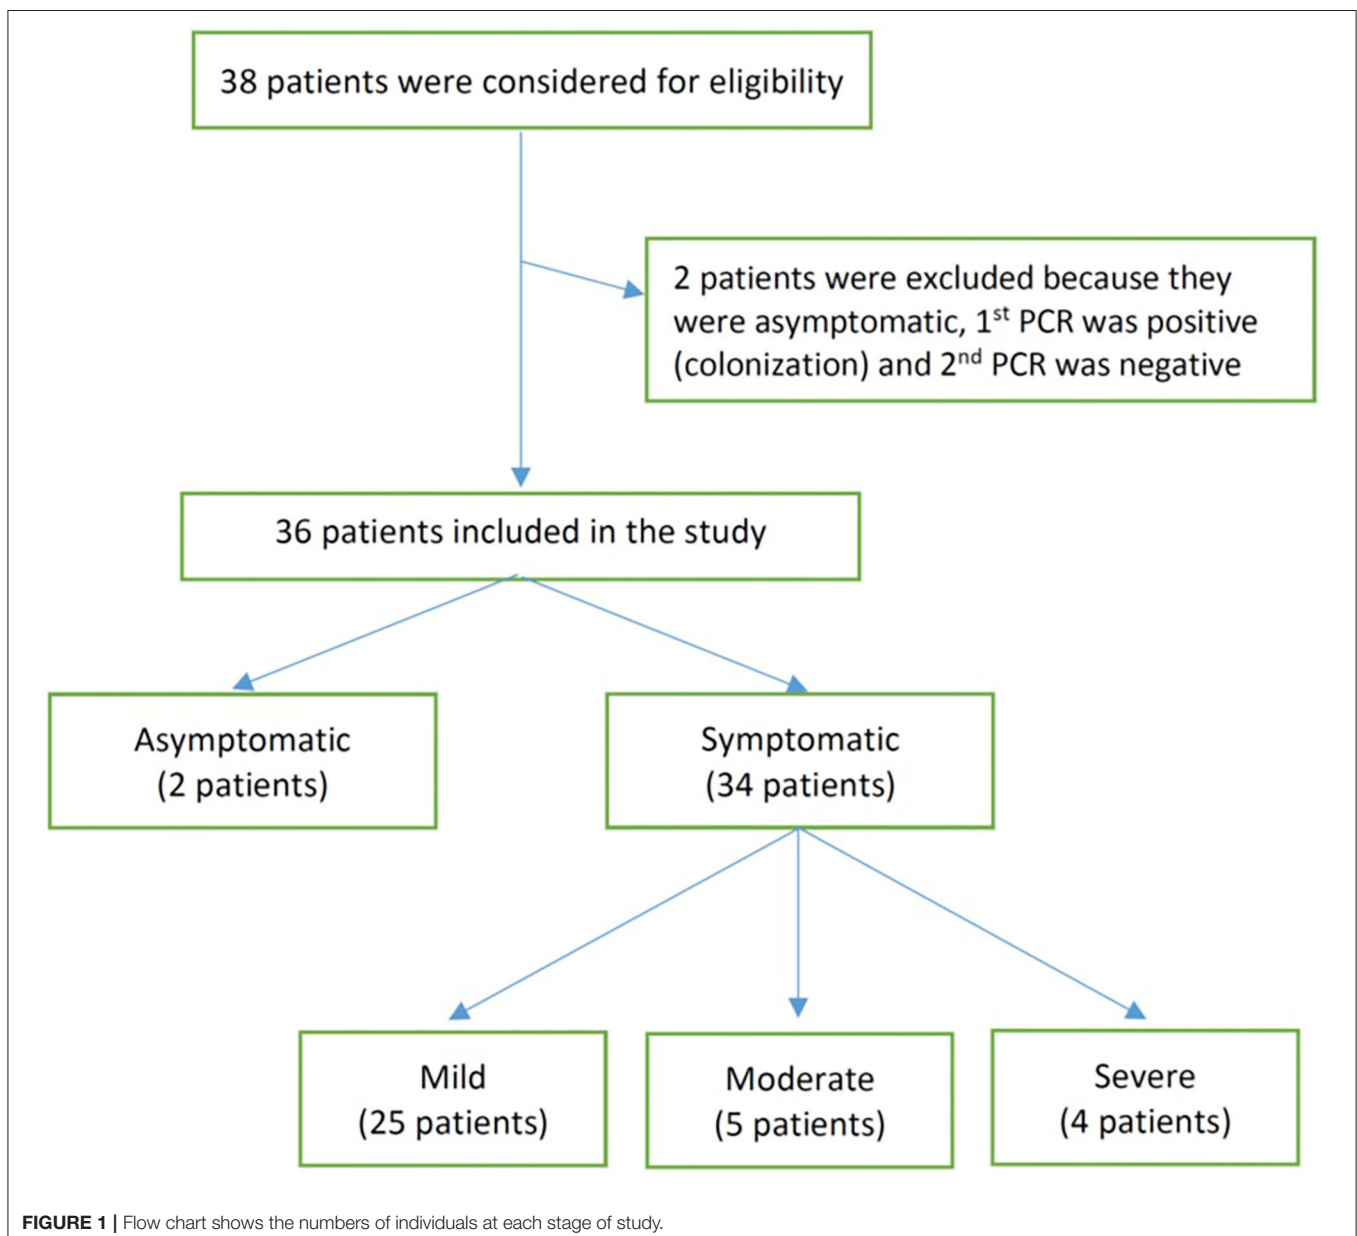 38 patients were considered for eligibility
2 patients were excluded because they
were asymptomatic, 1st PCR was positive
(colonization) and 2nd PCR was negative
36 patients included in the study
Asymptomatic
(2 patients)
Symptomatic
(34 patients)
Mild
(25 patients)
Moderate
(5 patients)
Severe
(4 patients)
FIGURE 1 | Flow chart shows the numbers of individuals at each stage of study.